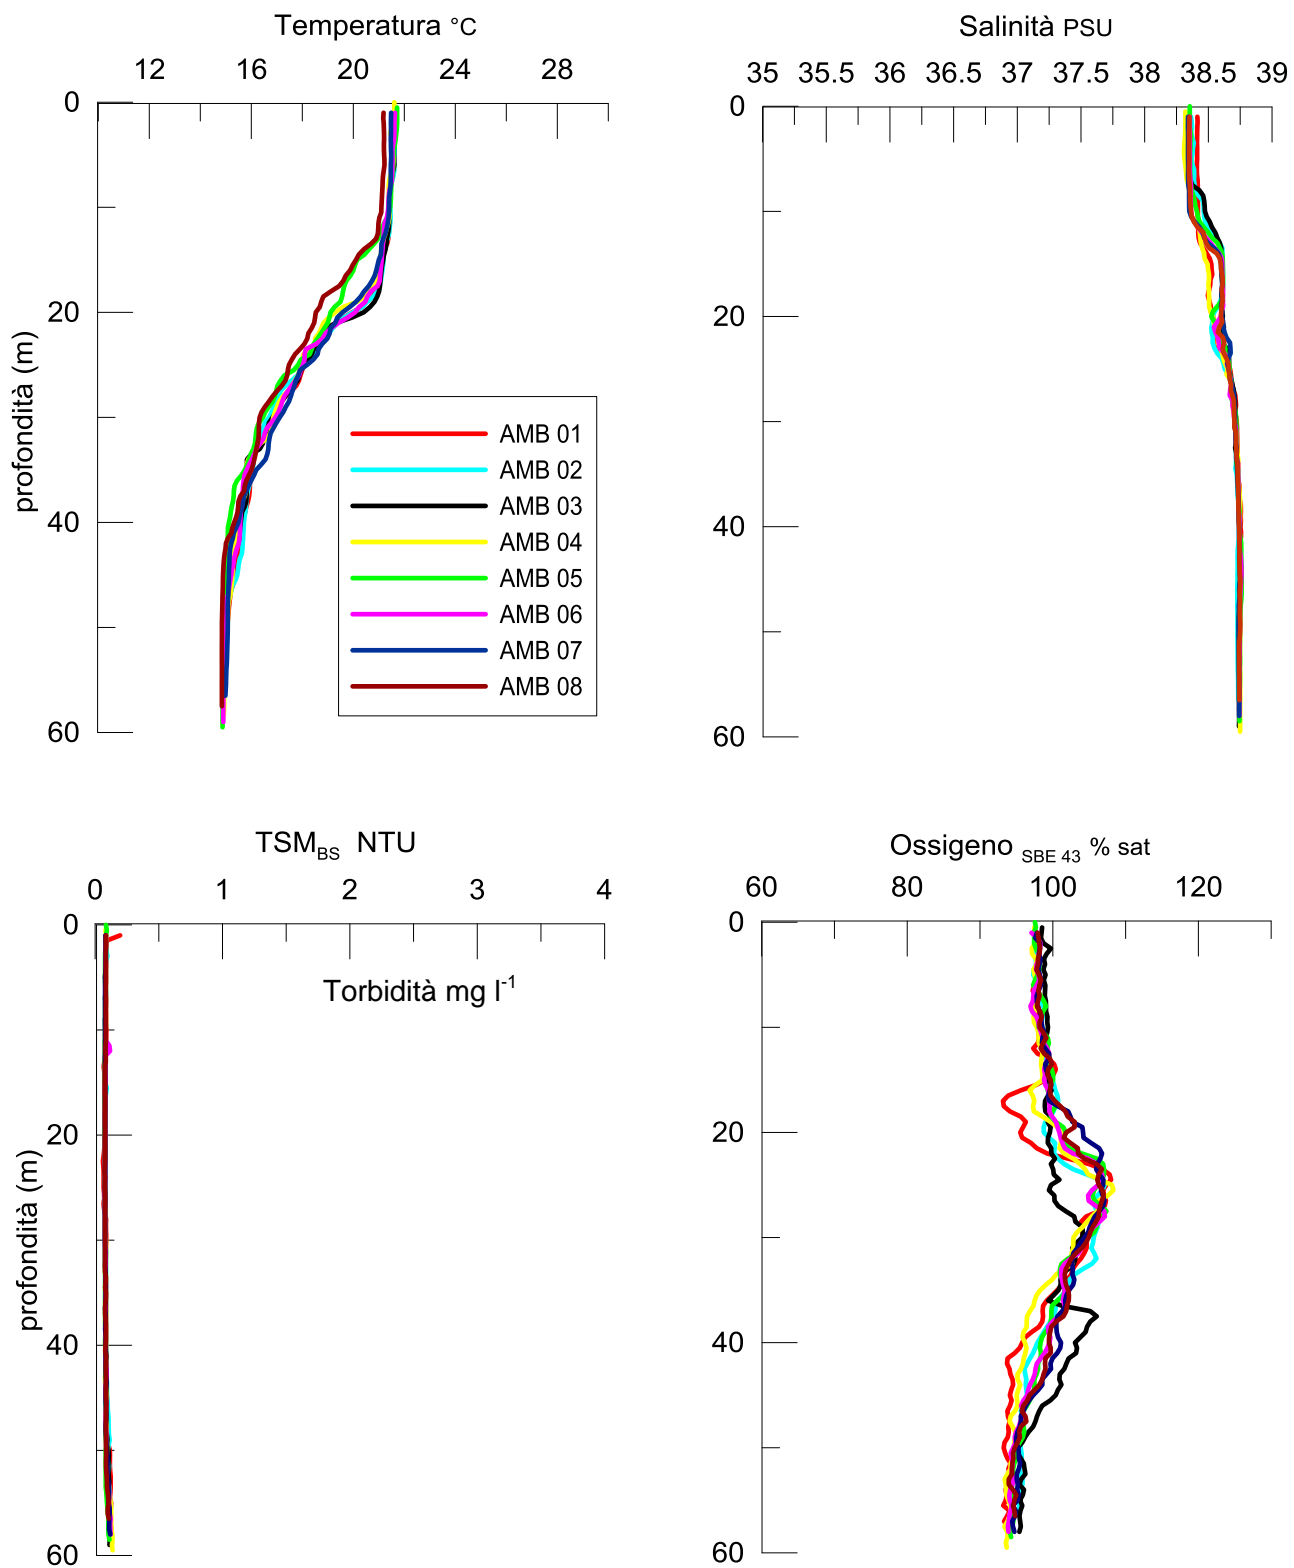 Temperatura °C
12 16 20 24 28
0
20
40
60
profondità (m)
AMB 01
AMB 02
AMB 03
AMB 04
AMB 05
AMB 06
AMB 07
AMB 08
Salinità PSU
35 35.5 36 36.5 37 37.5 38 38.5 39
0
20
40
60
TSM_BS NTU
0 1 2 3 4
Torbidità mg l-1
0
20
40
60
profondità (m)
Ossigeno SBE 43 % sat
60 80 100 120
0
20
40
60